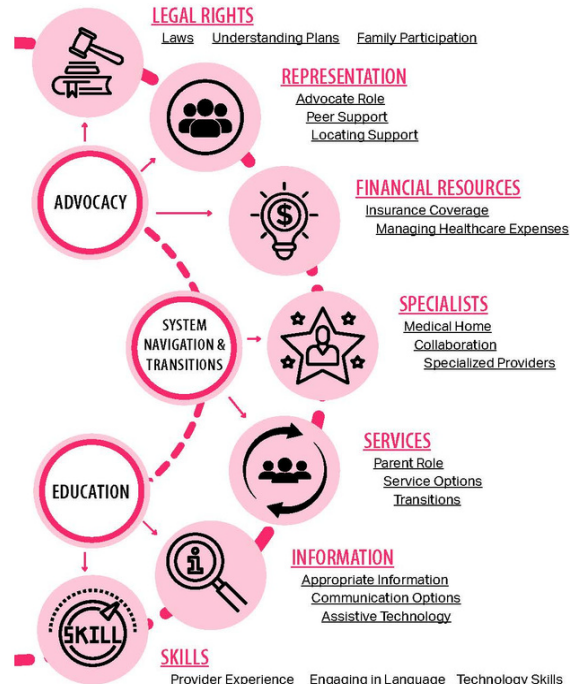 LEGAL RIGHTS
Laws Understanding Plans Family Participation
REPRESENTATION
Advocate Role
Peer Support
Locating Support
ADVOCACY
FINANCIAL RESOURCES
Insurance Coverage
Managing Healthcare Expenses
SPECIALISTS
Medical Home
Collaboration
Specialized Providers
SYSTEM
NAVIGATION &
TRANSITIONS
SERVICES
Parent Role
Service Options
Transitions
EDUCATION
INFORMATION
Appropriate Information
Communication Options
Assistive Technology
SKILL
SKILLS
Provider Experience Engaging in Language Technology Skills